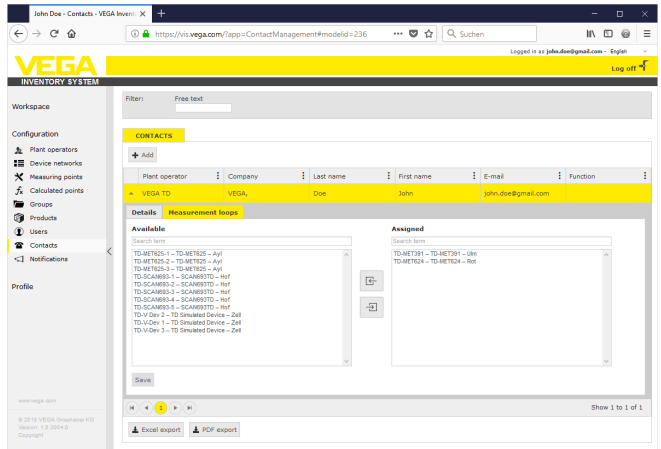 John Doe - Contacts - VEGA Invent
https://vis.vega.com/?app=ContactManagement#modelid=236
Suchen
Logged in as john.doe@gmail.com - English
VEGA
Log off
INVENTORY SYSTEM
Workspace
Configuration
Plant operators
Device networks
Measuring points
Calculated points
Groups
Products
Users
Contacts
Notifications
Profile
www.vega.com
Copyright
Filter: Free text
CONTACTS
Add
Plant operator Company Last name First name E-mail Function
VEGA TD VEGA, Doe John john.doe@gmail.com
Details Measurement loops
Available
Search term
TD-MET625-1 – TD-MET625 – Ayl
TD-MET625-2 – TD-MET625 – Ayl
TD-MET625-3 – TD-MET625 – Ayl
TD-SCAN693-1 – SCAN693TD – Hof
TD-SCAN693-2 – SCAN693TD – Hof
TD-SCAN693-3 – SCAN693TD – Hof
TD-SCAN693-4 – SCAN693TD – Hof
TD-SCAN693-5 – SCAN693TD – Hof
TD-V Dev 2 – TD Simulated Device – Zell
TD-V-Dev 1 – TD Simulated Device – Zell
TD-V-Dev 3 – TD Simulated Device – Zell
Assigned
Search term
TD-MET391 – TD-MET391 – Ulm
TD-MET624 – TD-MET624 – Rot
Save
1
Show 1 to 1 of 1
Excel export PDF export